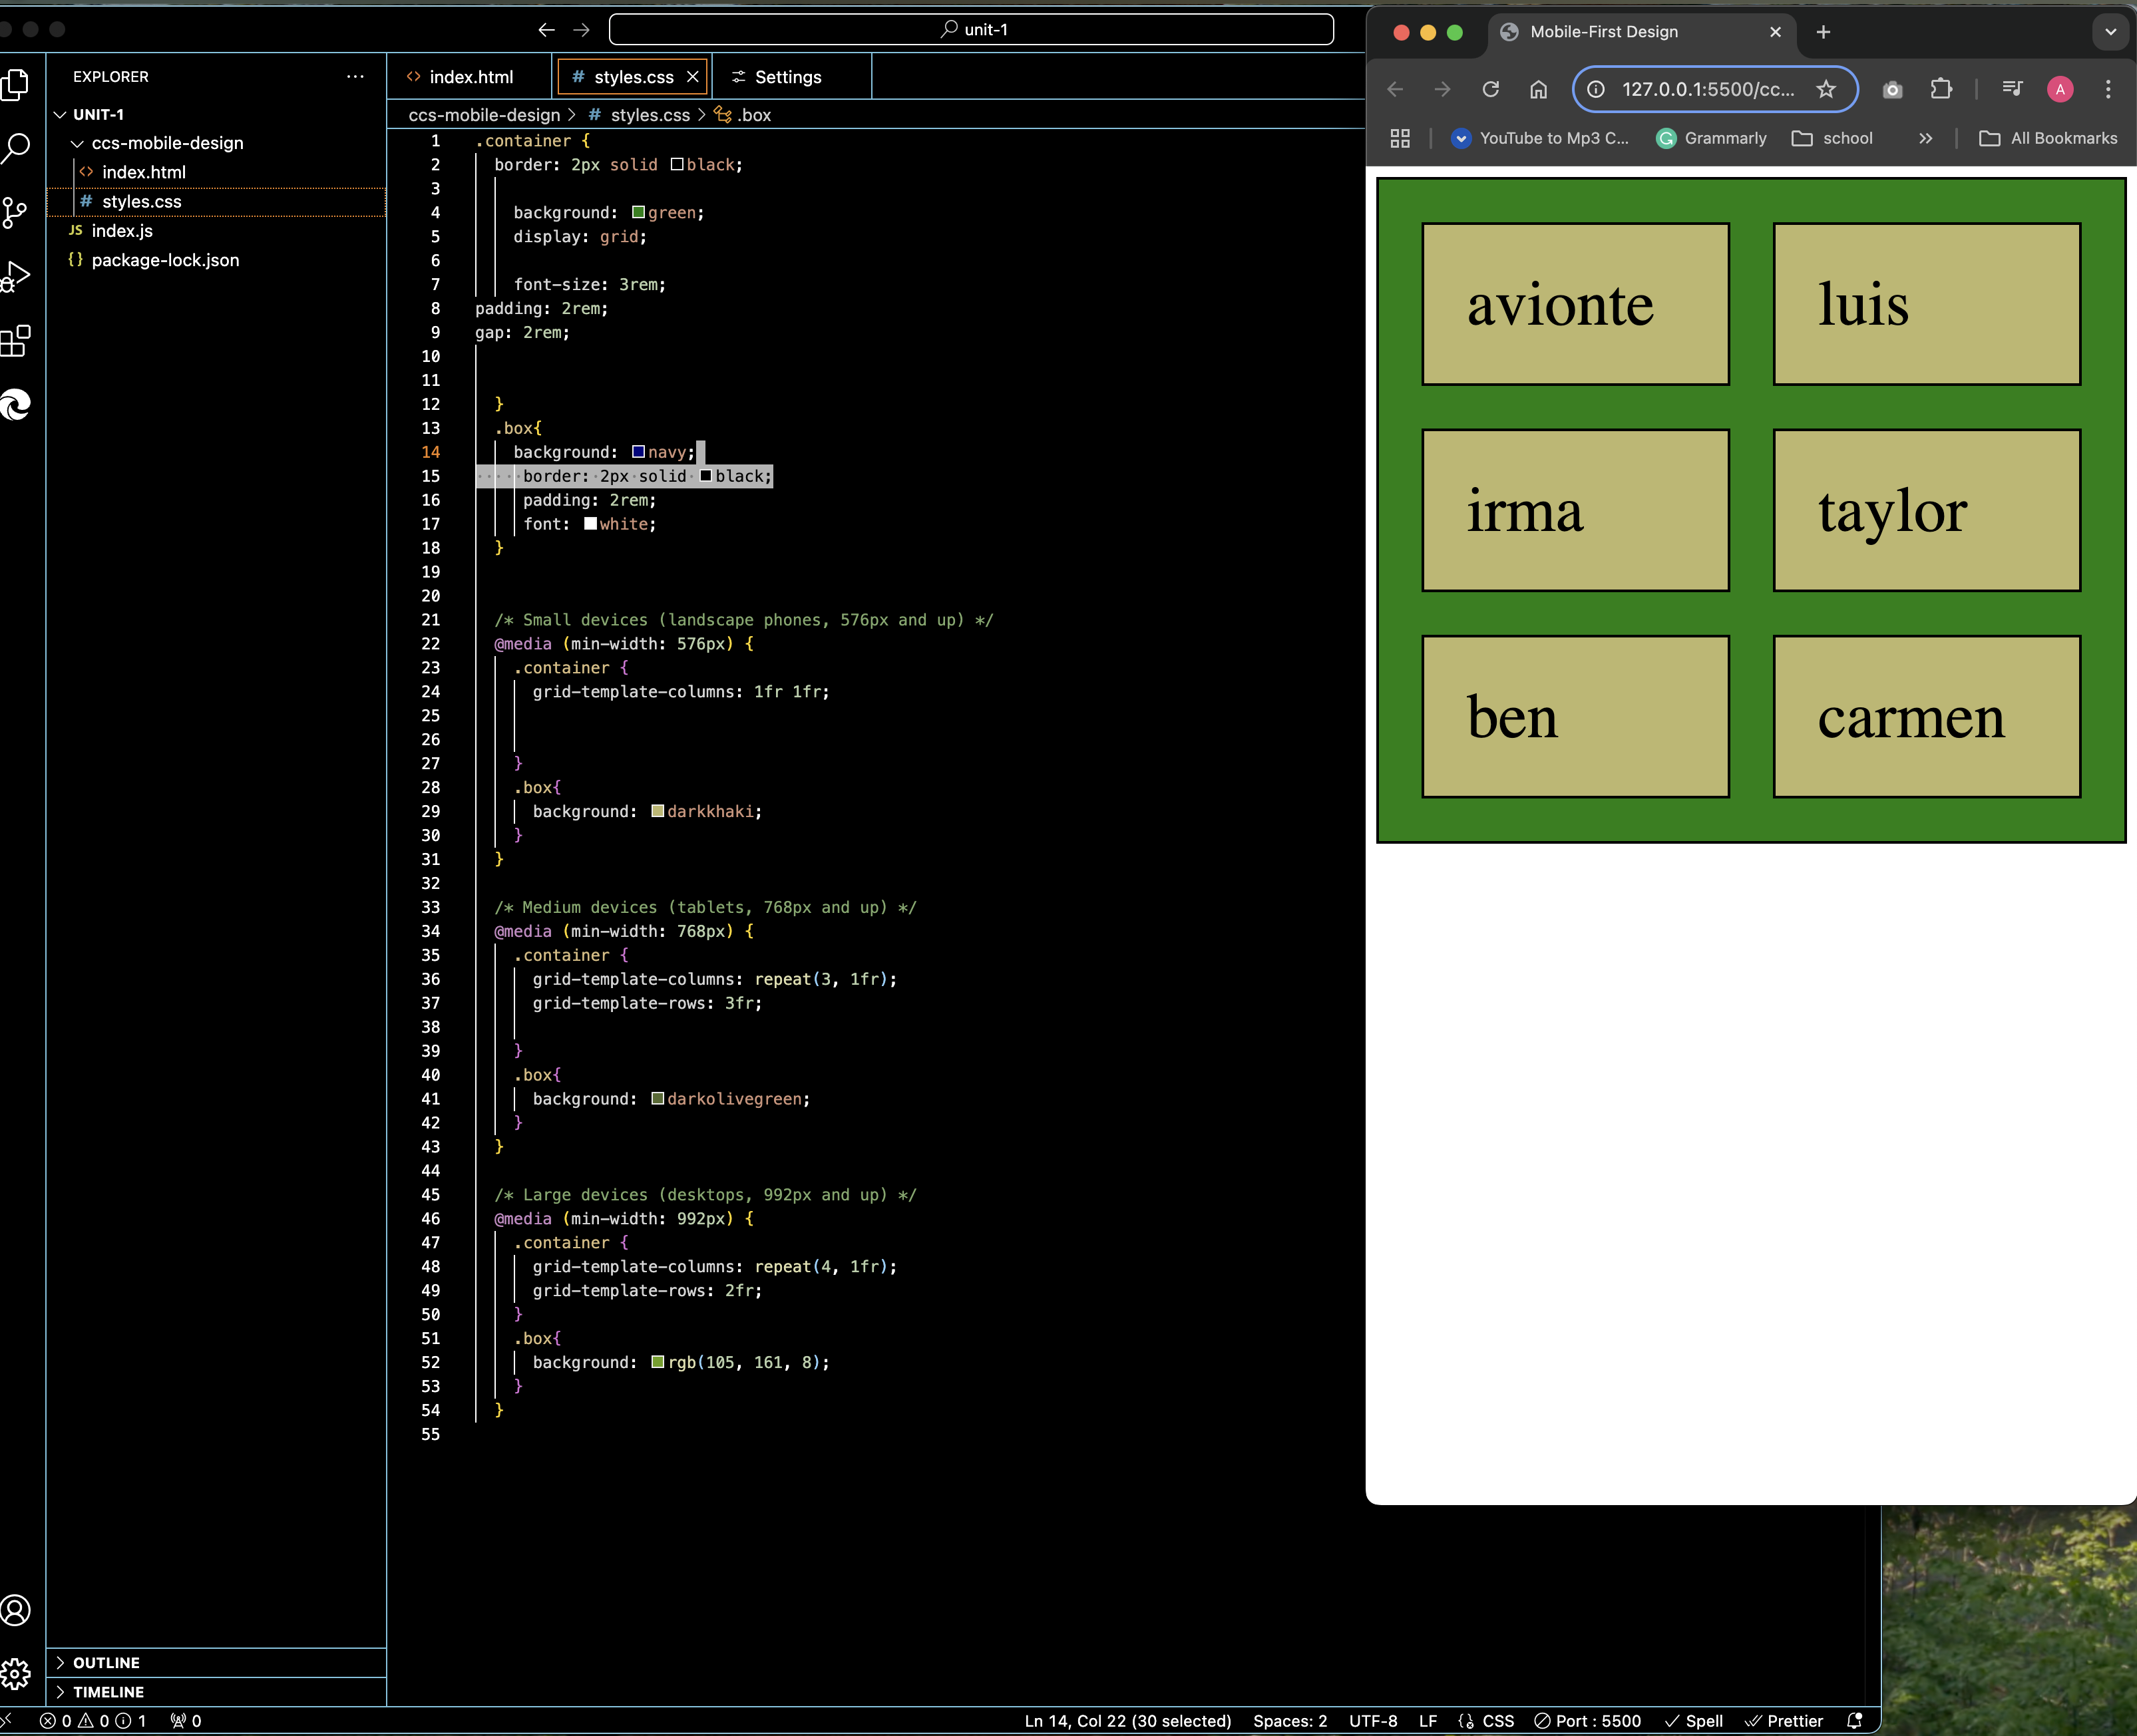 unit-1
EXPLORER
UNIT-1
ccs-mobile-design
index.html
styles.css
JS index.js
{} package-lock.json
OUTLINE
TIMELINE
<> index.html
# styles.css
Settings
ccs-mobile-design > # styles.css > .box
1 .container {
2 border: 2px solid black;
3
4 background: green;
5 display: grid;
6
7 font-size: 3rem;
8 padding: 2rem;
9 gap: 2rem;
10
11
12 }
13 .box{
14 background: navy;
15 border: 2px solid black;
16 padding: 2rem;
17 font: white;
18 }
19
20
21 /* Small devices (landscape phones, 576px and up) */
22 @media (min-width: 576px) {
23 .container {
24 grid-template-columns: 1fr 1fr;
25
26
27 }
28 .box{
29 background: darkkhaki;
30 }
31 }
32
33 /* Medium devices (tablets, 768px and up) */
34 @media (min-width: 768px) {
35 .container {
36 grid-template-columns: repeat(3, 1fr);
37 grid-template-rows: 3fr;
38
39 }
40 .box{
41 background: darkolivegreen;
42 }
43 }
44
45 /* Large devices (desktops, 992px and up) */
46 @media (min-width: 992px) {
47 .container {
48 grid-template-columns: repeat(4, 1fr);
49 grid-template-rows: 2fr;
50 }
51 .box{
52 background: rgb(105, 161, 8);
53 }
54 }
55
0 0 1 0
Ln 14, Col 22 (30 selected) Spaces: 2 UTF-8 LF {} CSS Port : 5500 Spell Prettier
Mobile-First Design
127.0.0.1:5500/cc...
A
YouTube to Mp3 C...
Grammarly
school
All Bookmarks
avionte
luis
irma
taylor
ben
carmen